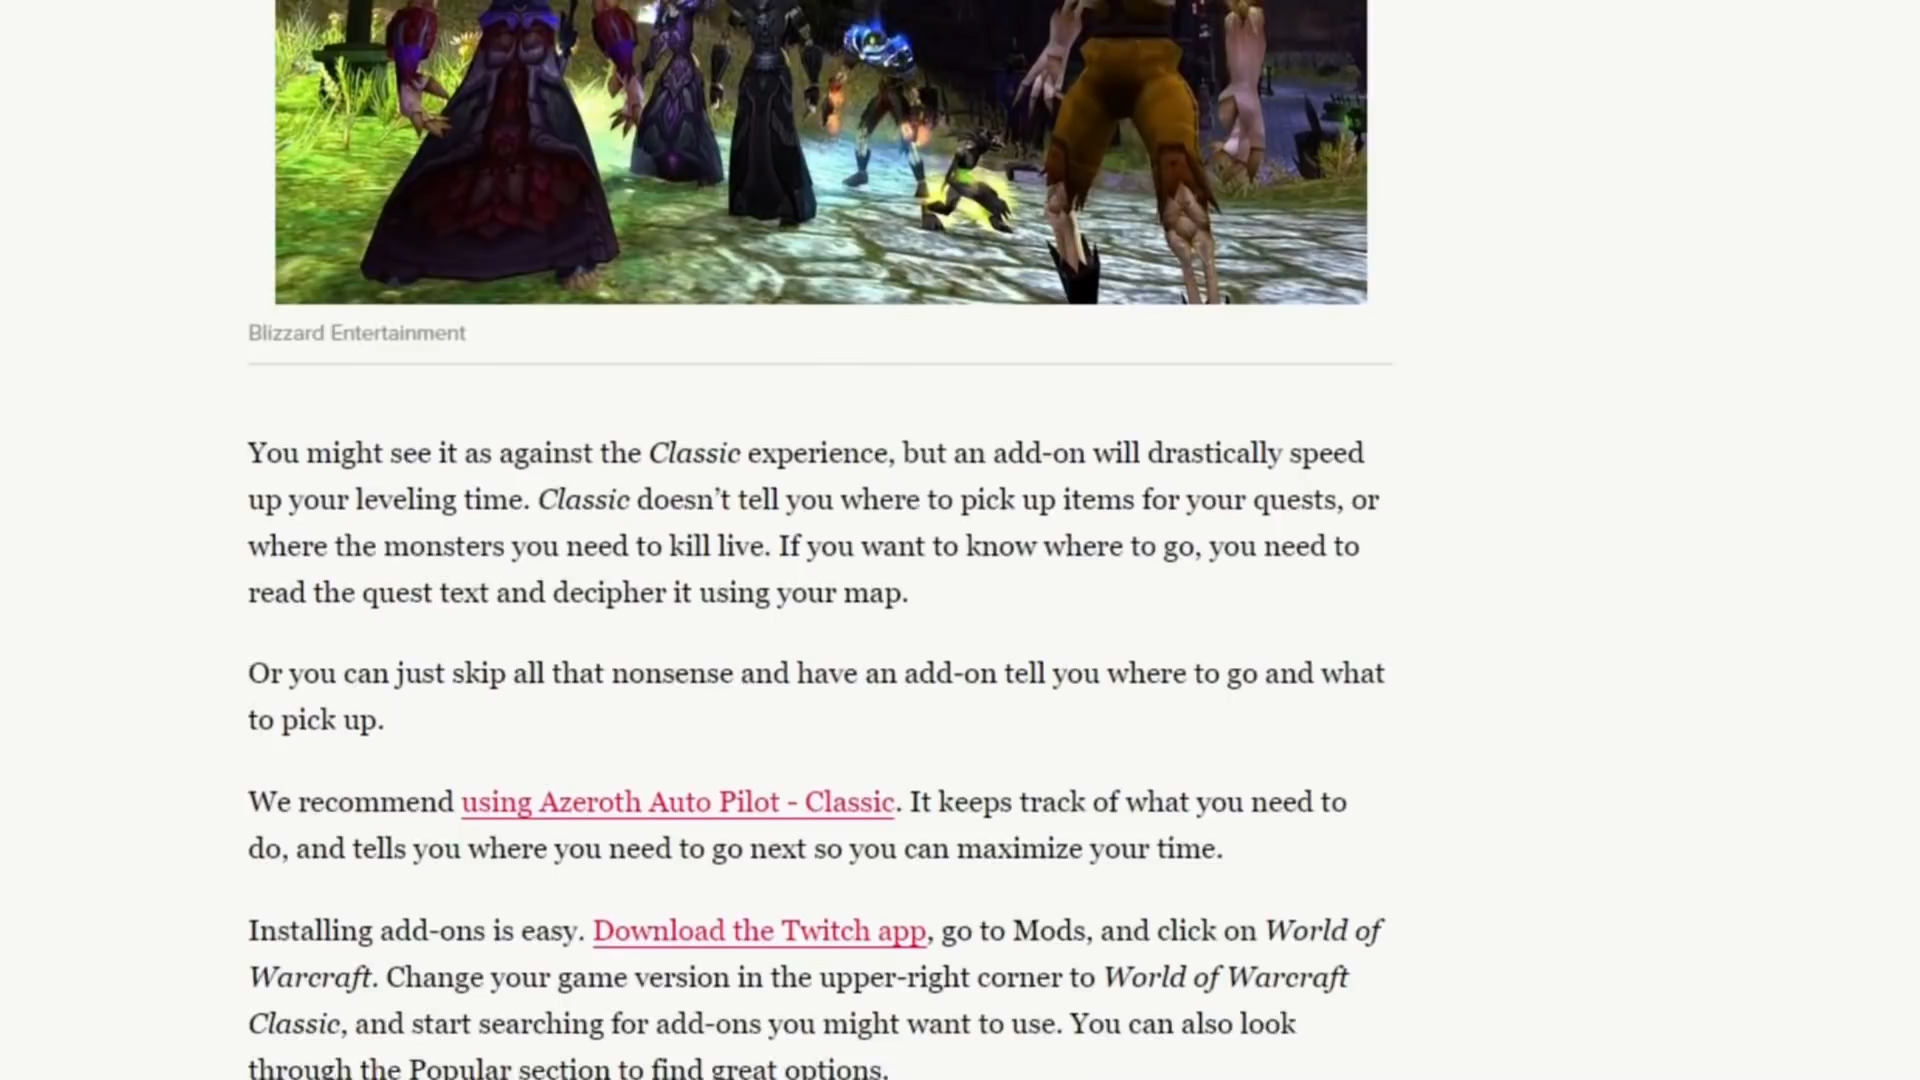 Blizzard Entertainment
You might see it as against the Classic experience, but an add-on will drastically speed
up your leveling time. Classic doesn’t tell you where to pick up items for your quests, or
where the monsters you need to kill live. If you want to know where to go, you need to
read the quest text and decipher it using your map.
Or you can just skip all that nonsense and have an add-on tell you where to go and what
to pick up.
We recommend using Azeroth Auto Pilot - Classic. It keeps track of what you need to
do, and tells you where you need to go next so you can maximize your time.
Installing add-ons is easy. Download the Twitch app, go to Mods, and click on World of
Warcraft. Change your game version in the upper-right corner to World of Warcraft
Classic, and start searching for add-ons you might want to use. You can also look
through the Popular section to find great options.